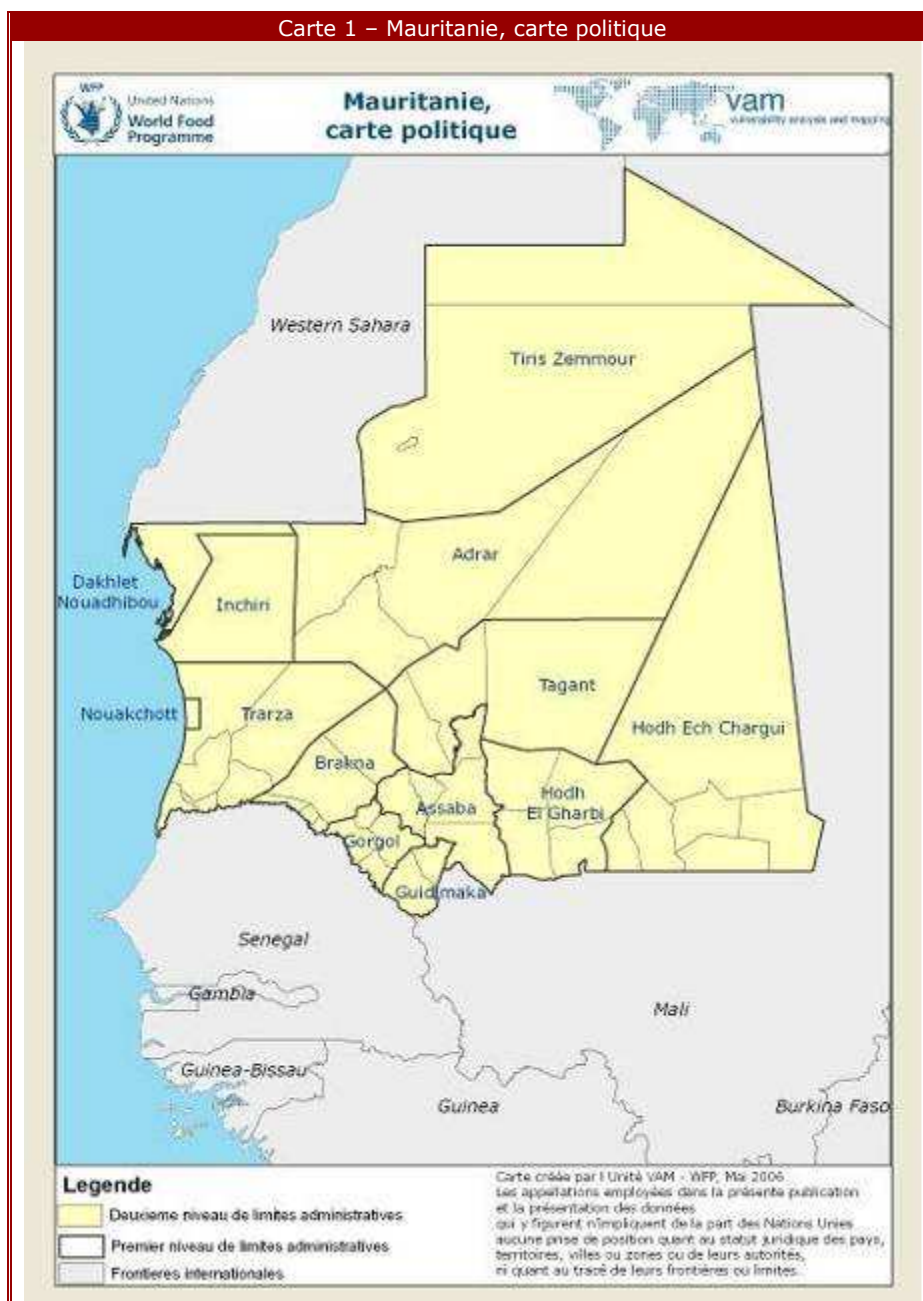 Carte 1 – Mauritanie, carte politique
WFP
United Nations
World Food
Programme
Mauritanie,
carte politique
vam
vulnerability analysis and mapping
Western Sahara
Tiris Zemmour
Adrar
Dakhlet
Nouadhibou
Inchiri
Tagant
Nouakchott
Trarza
Hodh Ech Chargui
Brakna
Hodh
El Gharbi
Assaba
Gorgol
Guidimaka
Senegal
Gambia
Mali
Guinea-Bissau
Guinea
Burkina Faso
Legende
Deuxieme niveau de limites administratives
Premier niveau de limites administratives
Frontieres internationales
Carte créée par l Unité VAM - WFP, Mai 2006
Les appellations employées dans la présente publication
et la présentation des données
qui y figurent n'impliquent de la part des Nations Unies
aucune prise de position quant au statut juridique des pays,
territoires, villes ou zones ou de leurs autorités,
ni quant au tracé de leurs frontières ou limites.